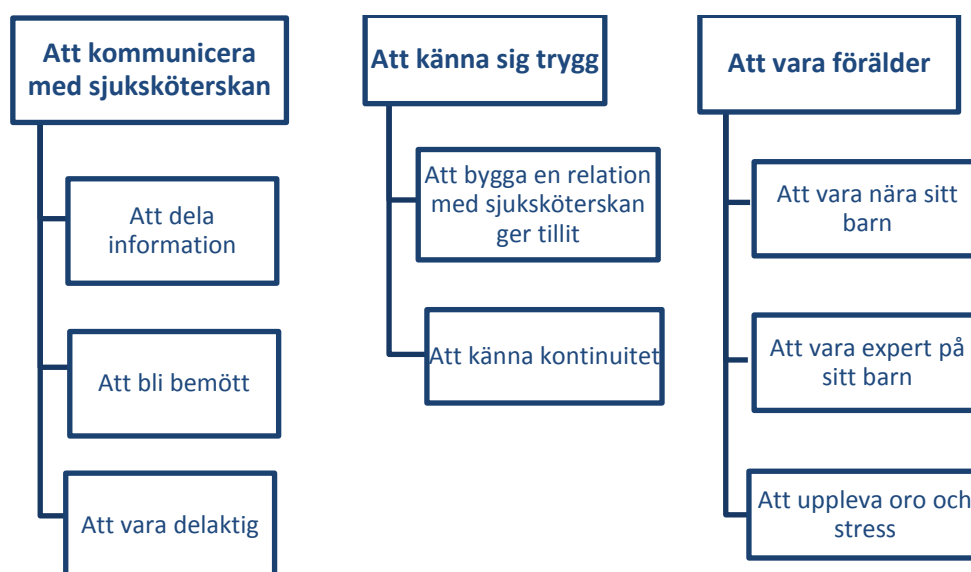 Att kommunicera
med sjuksköterskan
Att dela
information
Att bli bemött
Att vara delaktig
Att känna sig trygg
Att bygga en relation
med sjuksköterskan
ger tillit
Att känna kontinuitet
Att vara förälder
Att vara nära sitt
barn
Att vara expert på
sitt barn
Att uppleva oro och
stress